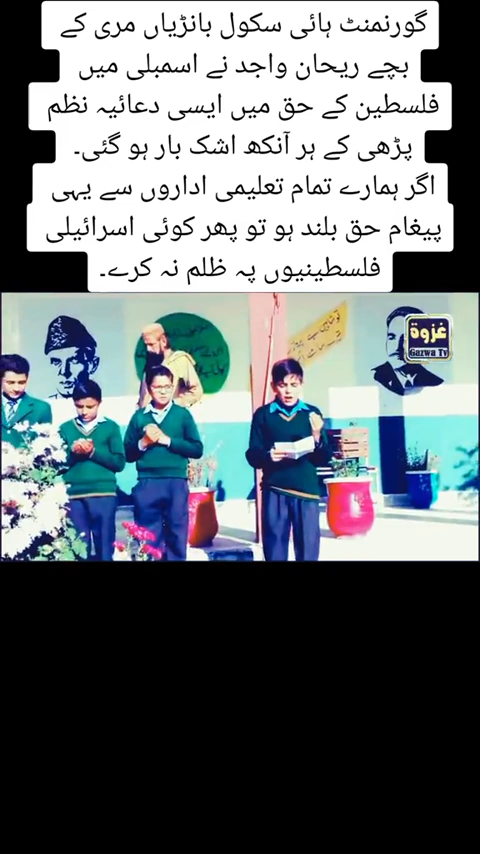 گورنمنٹ ہائی سکول بانڑیاں مری کے
بچے ریحان واجد نے اسمبلی میں
فلسطین کے حق میں ایسی دعائیہ نظم
پڑھی کے ہر آنکھ اشک بار ہو گئی۔
اگر ہمارے تمام تعلیمی اداروں سے یہی
پیغام حق بلند ہو تو پھر کوئی اسرائیلی
فلسطینیوں پہ ظلم نہ کرے۔
غزوة
Gazwa Tv